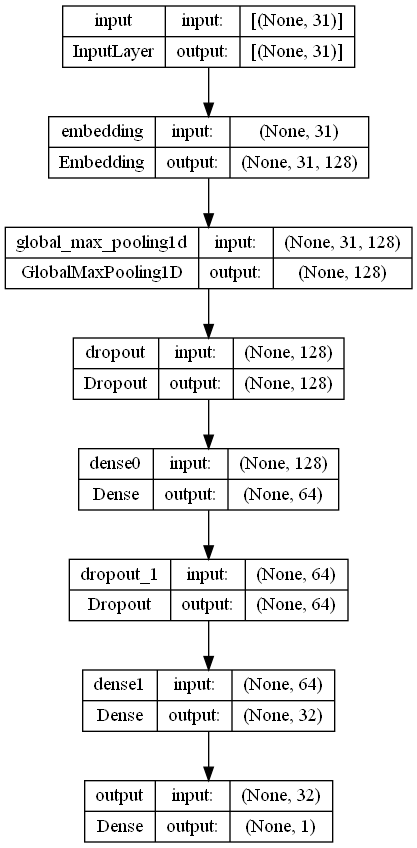 input input: [(None, 31)]
InputLayer output: [(None, 31)]
embedding input: (None, 31)
Embedding output: (None, 31, 128)
global_max_pooling1d input: (None, 31, 128)
GlobalMaxPooling1D output: (None, 128)
dropout input: (None, 128)
Dropout output: (None, 128)
dense0 input: (None, 128)
Dense output: (None, 64)
dropout_1 input: (None, 64)
Dropout output: (None, 64)
dense1 input: (None, 64)
Dense output: (None, 32)
output input: (None, 32)
Dense output: (None, 1)